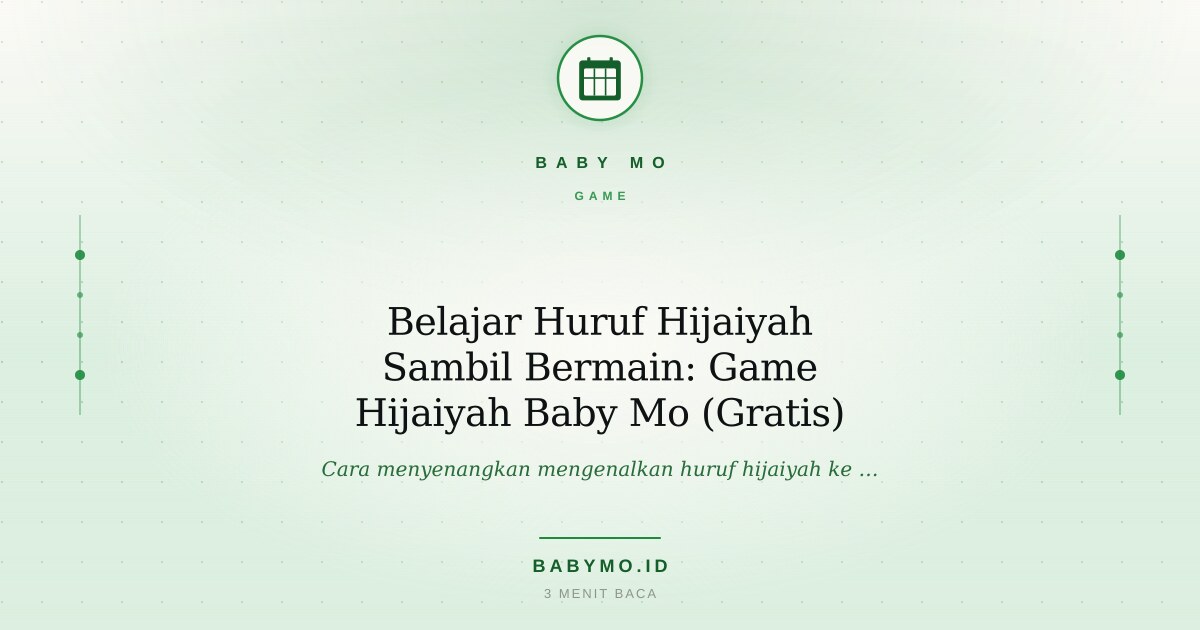 BABY MO
GAME
Belajar Huruf Hijaiyah
Sambil Bermain: Game
Hijaiyah Baby Mo (Gratis)
Cara menyenangkan mengenalkan huruf hijaiyah ke ...
BABYMO.ID
3 MENIT BACA